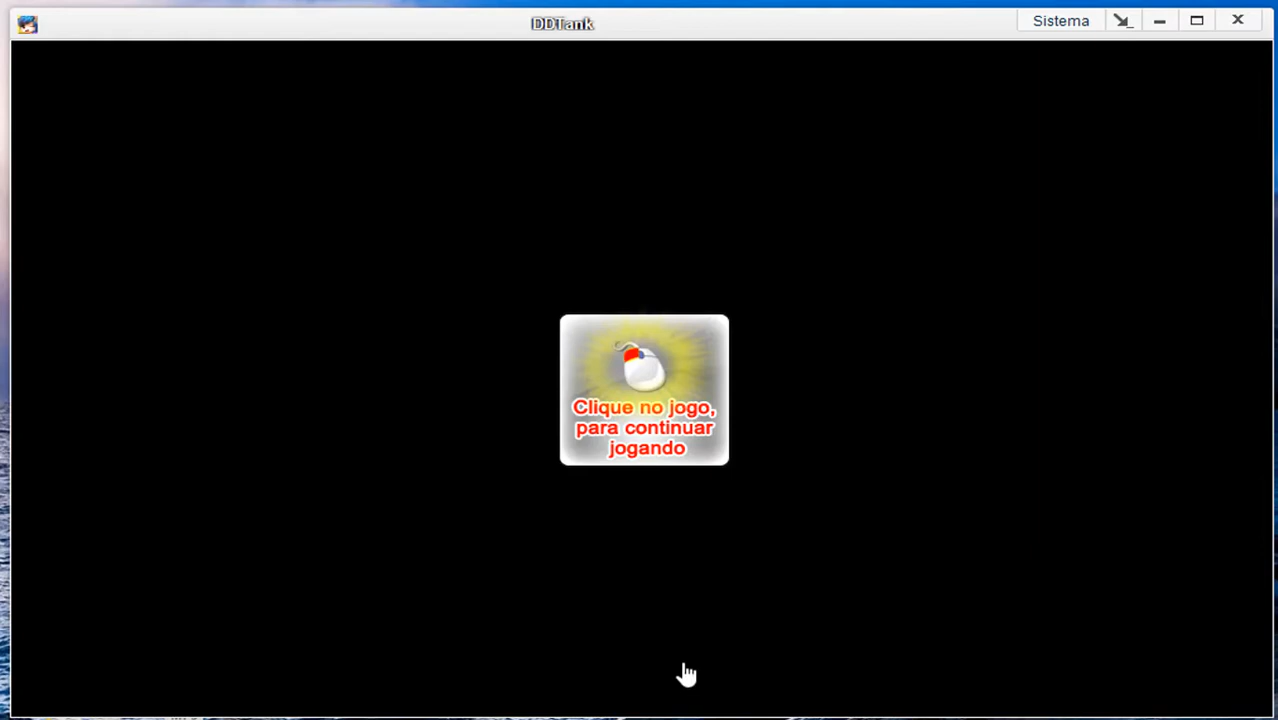 DDTank
Sistema
Clique no jogo,
para continuar
jogando